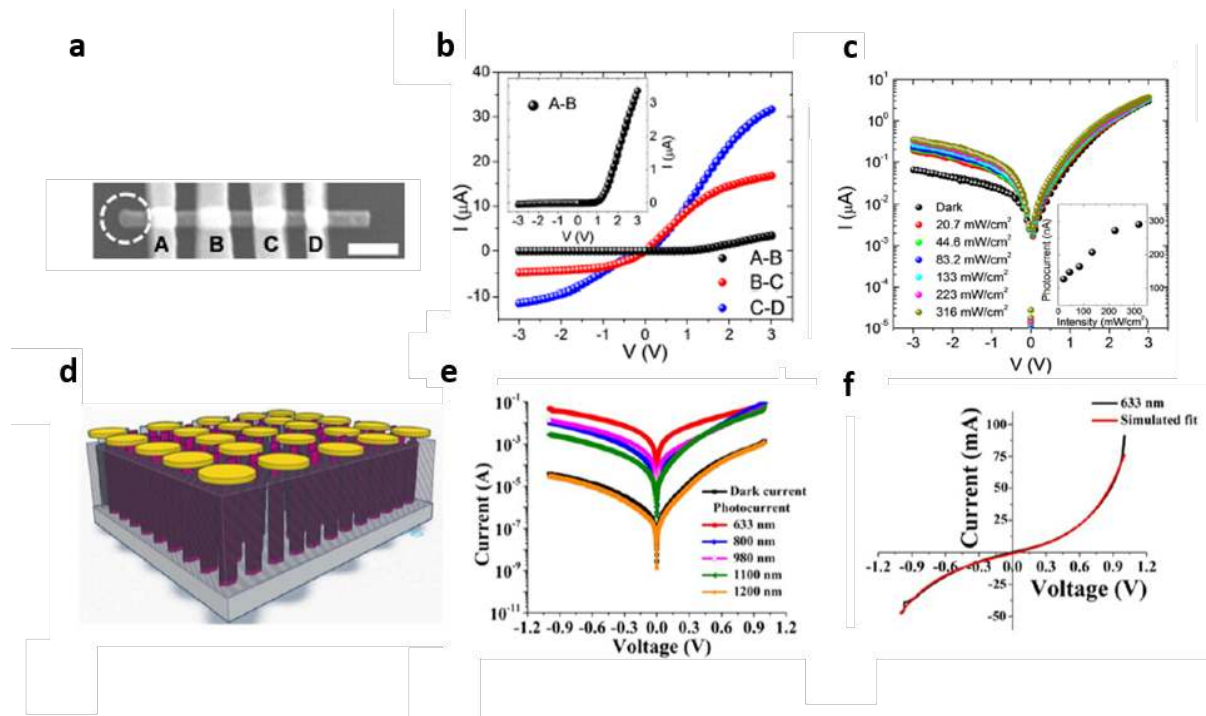 a
A B C D
b
40
30
20
10
0
-10
I (μA)
-3 -2 -1 0 1 2 3
V (V)
A-B
3
2
1
0
I (μA)
-3 -2 -1 0 1 2 3
V (V)
A-B
B-C
C-D
c
10¹
10⁰
10⁻¹
10⁻²
10⁻³
10⁻⁴
10⁻⁵
I (μA)
-3 -2 -1 0 1 2 3
V (V)
Dark
20.7 mW/cm²
44.6 mW/cm²
83.2 mW/cm²
133 mW/cm²
223 mW/cm²
316 mW/cm²
Photocurrent (nA)
300
200
100
0 100 200 300
Intensity (mW/cm²)
d
e
10⁻¹
10⁻³
10⁻⁵
10⁻⁷
10⁻⁹
10⁻¹¹
Current (A)
-1.2 -0.9 -0.6 -0.3 0.0 0.3 0.6 0.9 1.2
Voltage (V)
Dark current
Photocurrent
633 nm
800 nm
980 nm
1100 nm
1200 nm
f
633 nm
Simulated fit
100
75
50
25
-25
-50
Current (mA)
-1.2 -0.9 -0.6 -0.3 0.0 0.3 0.6 0.9 1.2
Voltage (V)